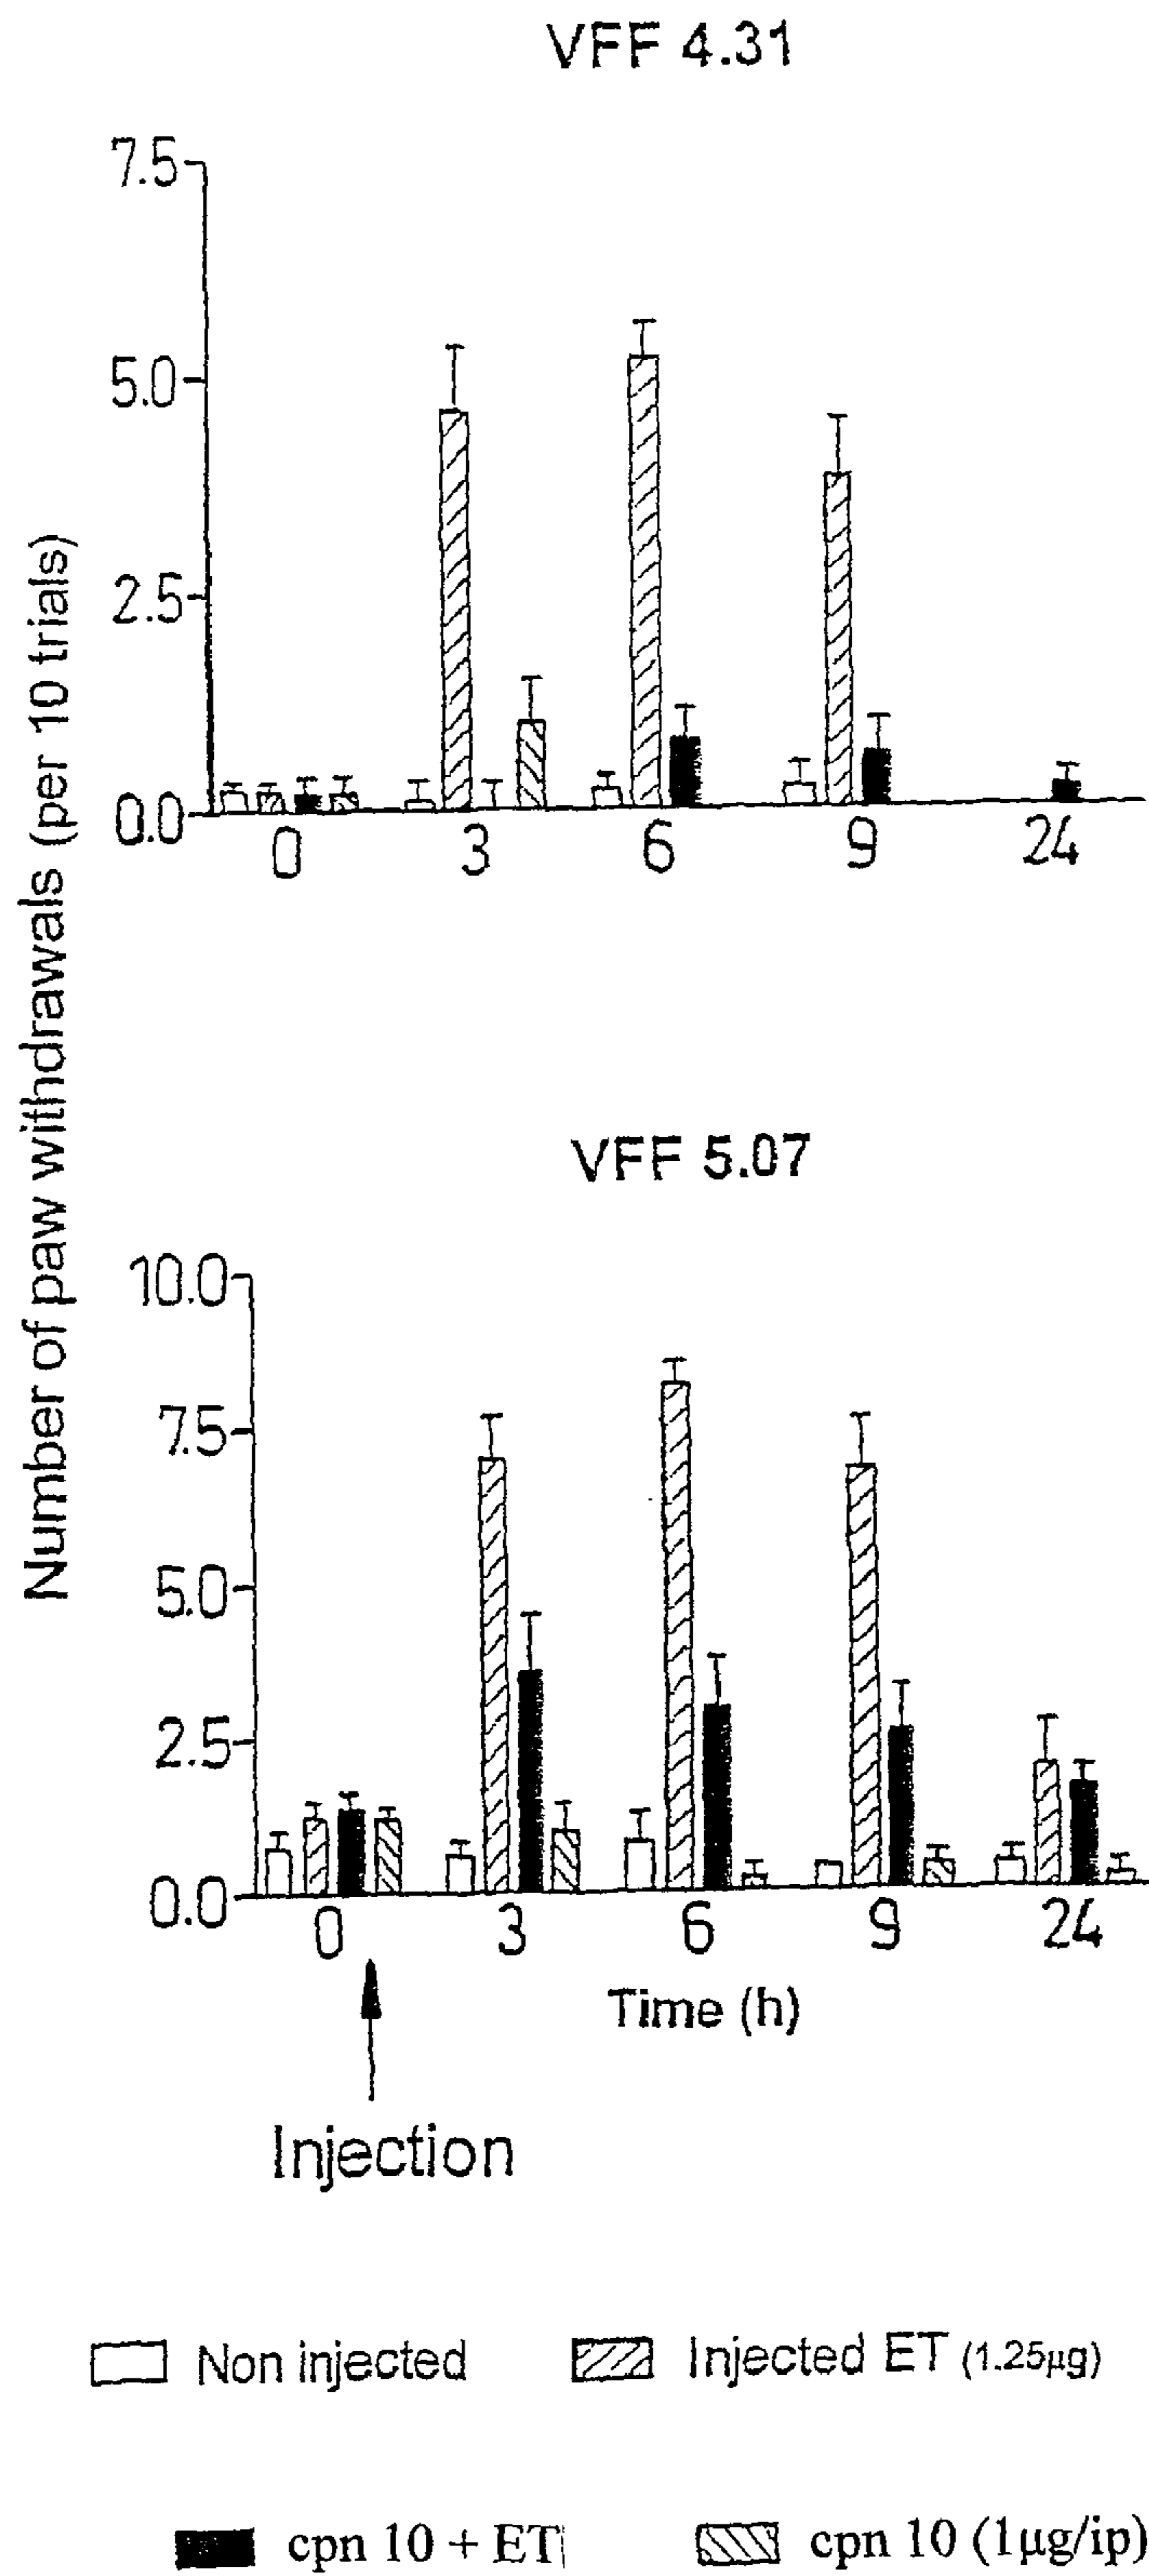 VFF 4.31
7.5
5.0
2.5
0.0
0 3 6 9 24
Number of paw withdrawals (per 10 trials)
VFF 5.07
10.0
7.5
5.0
2.5
0.0
0 3 6 9 24
Time (h)
Injection
Non injected Injected ET (1.25µg)
cpn 10 + ET cpn 10 (1µg/ip)